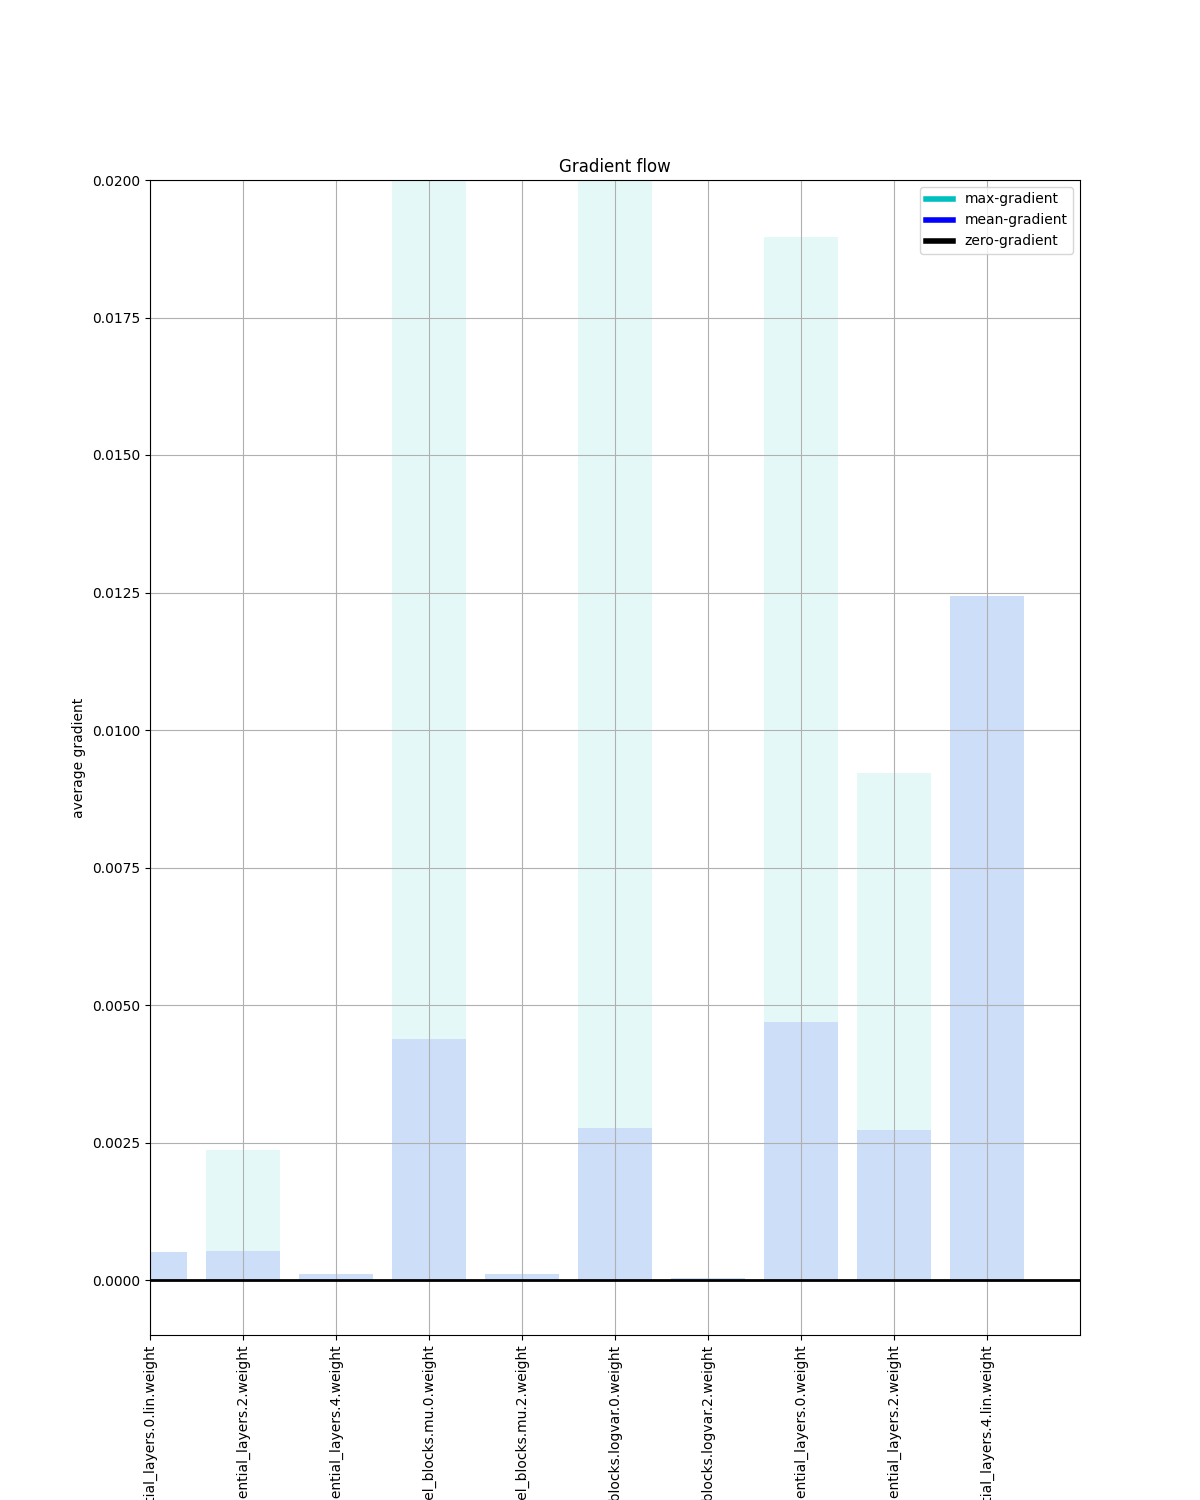 Gradient flow
max-gradient
mean-gradient
zero-gradient
0.0200
0.0175
0.0150
0.0125
0.0100
0.0075
0.0050
0.0025
0.0000
average gradient
tial_layers.0.lin.weight
ential_layers.2.weight
ential_layers.4.weight
el_blocks.mu.0.weight
el_blocks.mu.2.weight
blocks.logvar.0.weight
blocks.logvar.2.weight
ential_layers.0.weight
ential_layers.2.weight
tial_layers.4.lin.weight